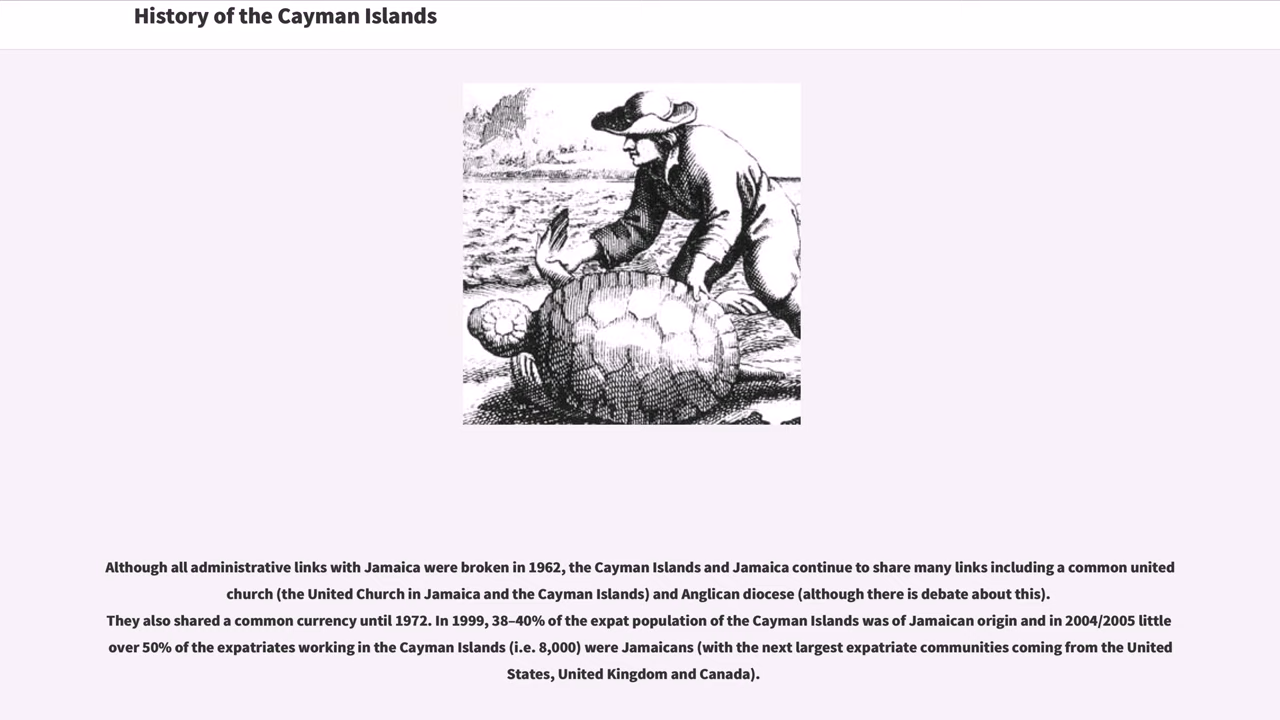 History of the Cayman Islands
Although all administrative links with Jamaica were broken in 1962, the Cayman Islands and Jamaica continue to share many links including a common united
church (the United Church in Jamaica and the Cayman Islands) and Anglican diocese (although there is debate about this).
They also shared a common currency until 1972. In 1999, 38–40% of the expat population of the Cayman Islands was of Jamaican origin and in 2004/2005 little
over 50% of the expatriates working in the Cayman Islands (i.e. 8,000) were Jamaicans (with the next largest expatriate communities coming from the United
States, United Kingdom and Canada).